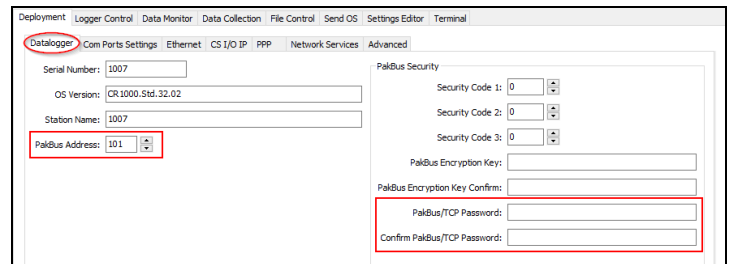 Deployment Logger Control Data Monitor Data Collection File Control Send OS Settings Editor Terminal
Datalogger Com Ports Settings Ethernet CS I/O IP PPP Network Services Advanced
Serial Number: 1007
OS Version: CR1000.Std.32.02
Station Name: 1007
PakBus Address: 101
PakBus Security
Security Code 1: 0
Security Code 2: 0
Security Code 3: 0
PakBus Encryption Key:
PakBus Encryption Key Confirm:
PakBus/TCP Password:
Confirm PakBus/TCP Password: